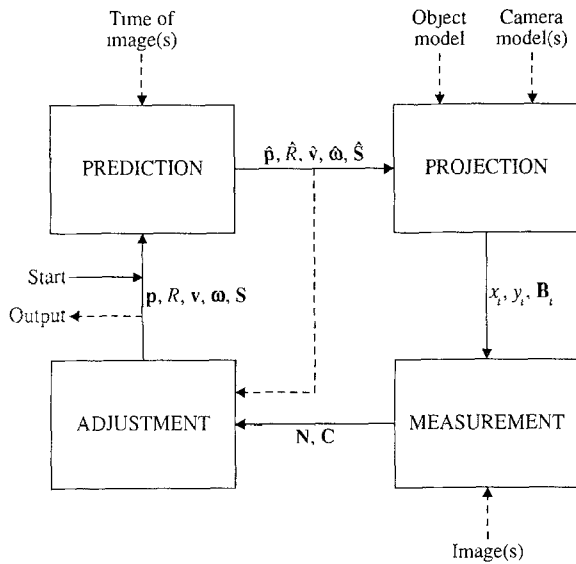 Time of
image(s)
Object
model
Camera
model(s)
PREDICTION
p̂, R̂, v̂, ω̂, Ŝ
PROJECTION
Start
p, R, v, ω, S
Output
xᵢ, yᵢ, Bᵢ
ADJUSTMENT
N, C
MEASUREMENT
Image(s)